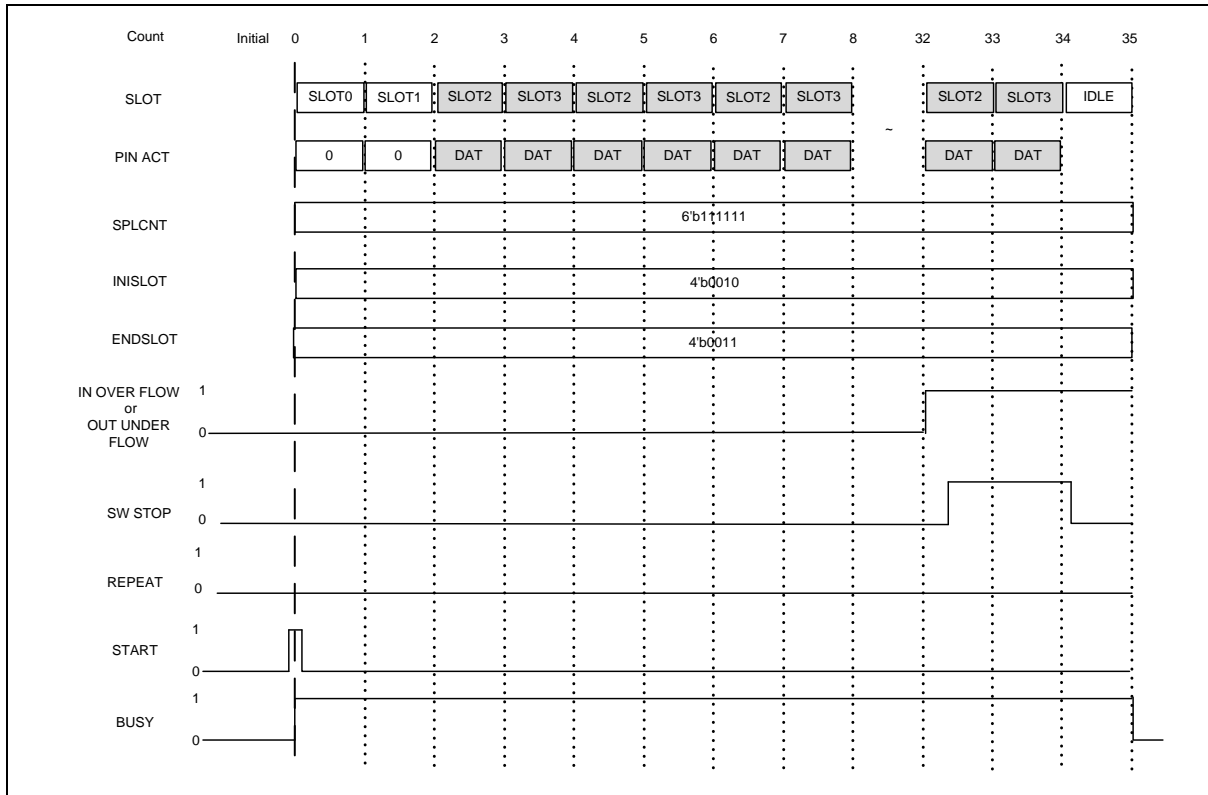 Count Initial 0 1 2 3 4 5 6 7 8 32 33 34 35
SLOT SLOT0 SLOT1 SLOT2 SLOT3 SLOT2 SLOT3 SLOT2 SLOT3 SLOT2 SLOT3 IDLE
~
PIN ACT 0 0 DAT DAT DAT DAT DAT DAT DAT DAT
SPLCNT 6'b111111
INISLOT 4'b0010
ENDSLOT 4'b0011
IN OVER FLOW 1
or
OUT UNDER 0
FLOW
1
SW STOP 0
1
REPEAT 0
1
START
0
1
BUSY
0